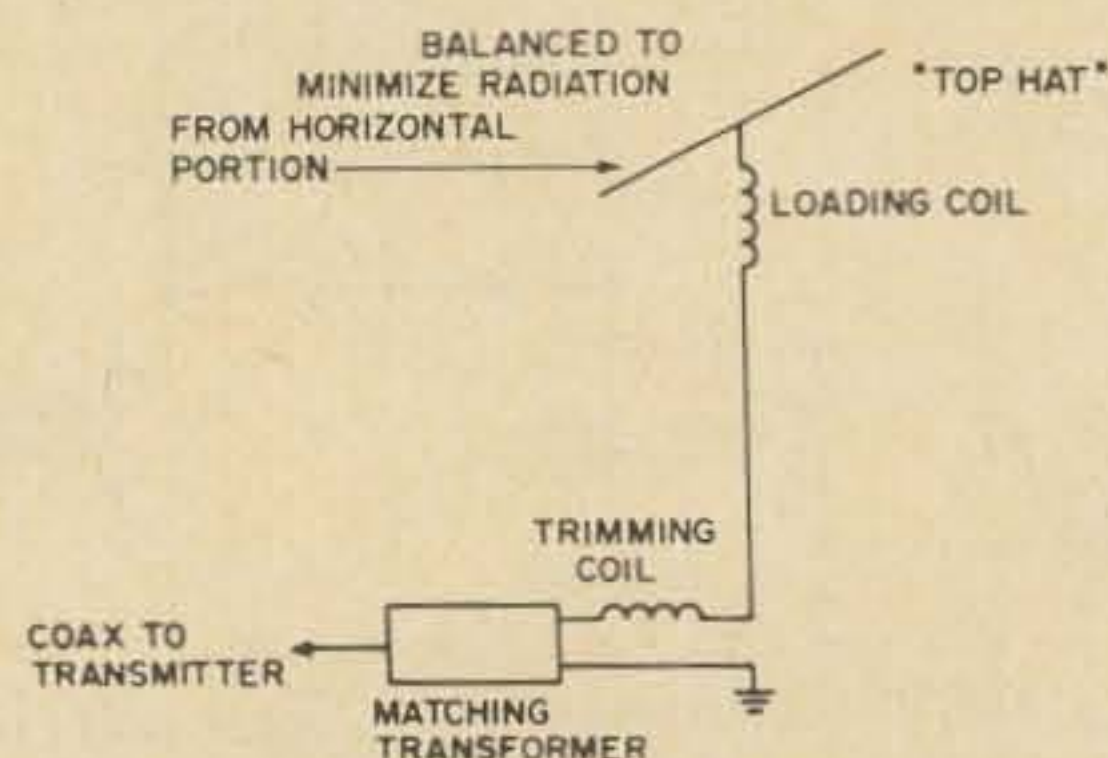 BALANCED TO
MINIMIZE RADIATION
FROM HORIZONTAL
PORTION
"TOP HAT"
LOADING COIL
TRIMMING
COIL
COAX TO
TRANSMITTER
MATCHING
TRANSFORMER